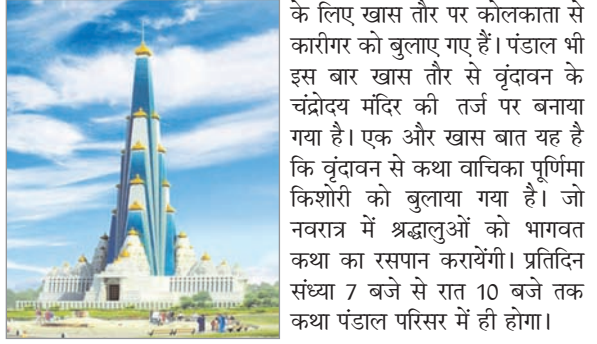 के लिए खास तौर पर कोलकाता से
कारीगर को बुलाए गए हैं। पंडाल भी
इस बार खास तौर से वृंदावन के
चंद्रोदय मंदिर की तर्ज पर बनाया
गया है। एक और खास बात यह है
कि वृंदावन से कथा वाचिका पूर्णिमा
किशोरी को बुलाया गया है। जो
नवरात्र में श्रद्धालुओं को भागवत
कथा का रसपान करायेंगी। प्रतिदिन
संध्या 7 बजे से रात 10 बजे तक
कथा पंडाल परिसर में ही होगा।